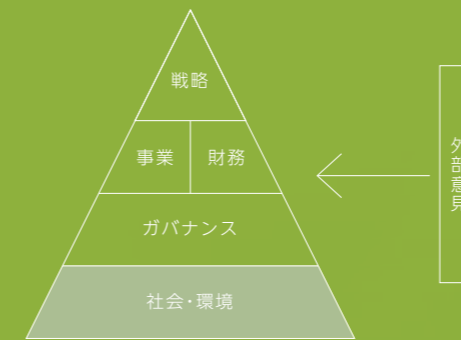 戦略
事業 財務
ガバナンス
社会・環境
外部意見